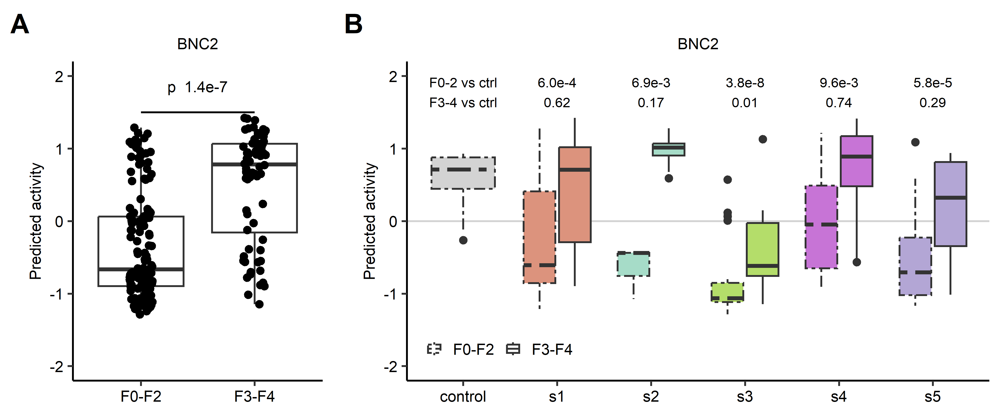 A
BNC2
p 1.4e-7
Predicted activity
2
1
0
-1
-2
F0-F2 F3-F4
B
BNC2
F0-2 vs ctrl 6.0e-4 6.9e-3 3.8e-8 9.6e-3 5.8e-5
F3-4 vs ctrl 0.62 0.17 0.01 0.74 0.29
Predicted activity
2
1
0
-1
-2
F0-F2 F3-F4
control s1 s2 s3 s4 s5